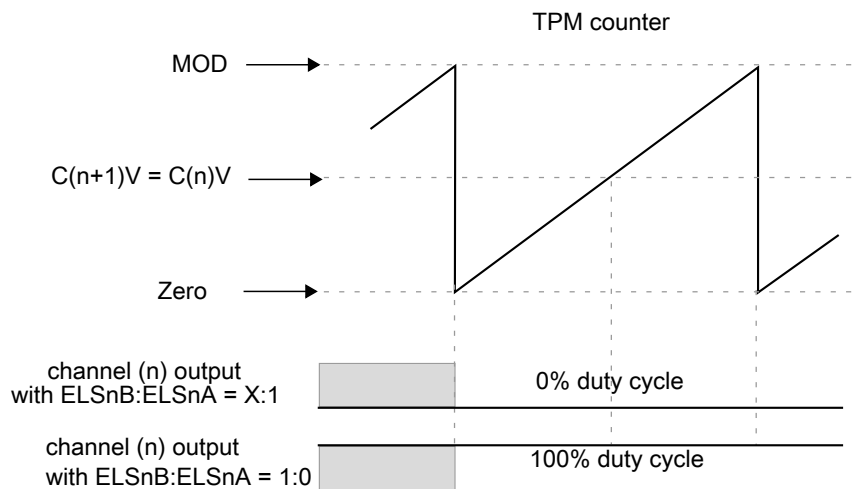 TPM counter
MOD
C(n+1)V = C(n)V
Zero
channel (n) output
with ELSnB:ELSnA = X:1
0% duty cycle
channel (n) output
with ELSnB:ELSnA = 1:0
100% duty cycle